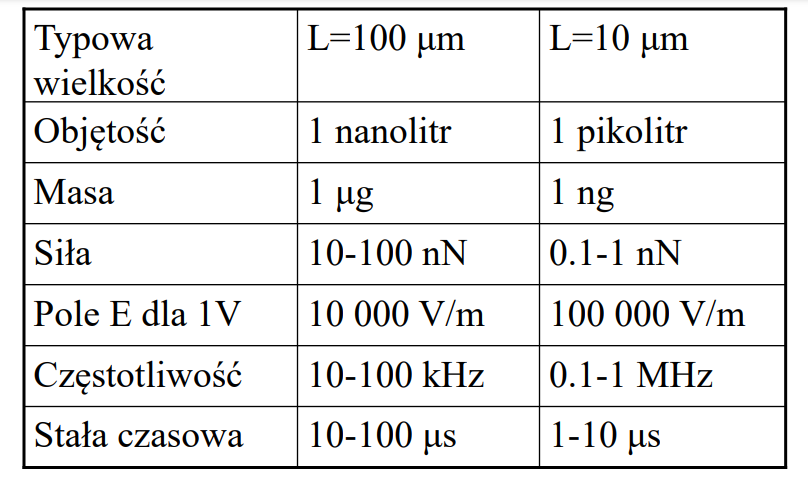 Typowa wielkość L=100 μm L=10 μm
Objętość 1 nanolitr 1 pikolitr
Masa 1 μg 1 ng
Siła 10-100 nN 0.1-1 nN
Pole E dla 1V 10 000 V/m 100 000 V/m
Częstotliwość 10-100 kHz 0.1-1 MHz
Stała czasowa 10-100 μs 1-10 μs